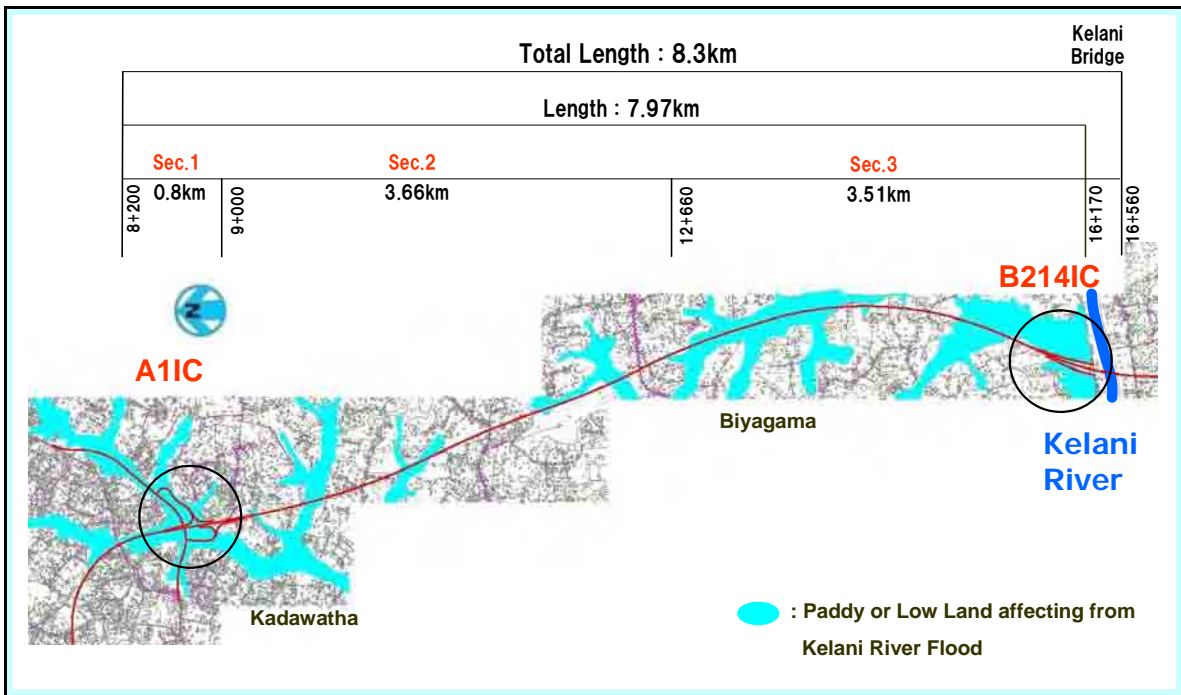 Kelani
Bridge
Total Length : 8.3km
Length : 7.97km
Sec.1
Sec.2
Sec.3
0.8km
3.66km
3.51km
8+200
9+000
12+660
16+170
16+560
B214IC
N
A1IC
Biyagama
Kelani
River
Kadawatha
: Paddy or Low Land affecting from
Kelani River Flood